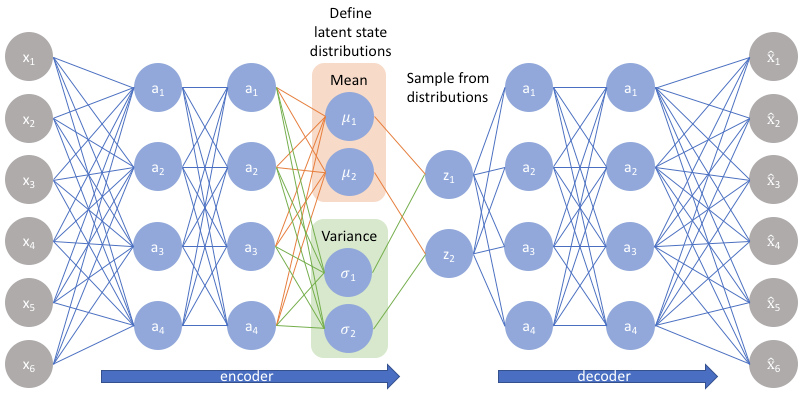 Define
latent state
distributions
Mean
Sample from
distributions
Variance
x₁
x₂
x₃
x₄
x₅
x₆
a₁
a₂
a₃
a₄
a₁
a₂
a₃
a₄
μ₁
μ₂
σ₁
σ₂
z₁
z₂
a₁
a₂
a₃
a₄
a₁
a₂
a₃
a₄
x̂₁
x̂₂
x̂₃
x̂₄
x̂₅
x̂₆
encoder
decoder